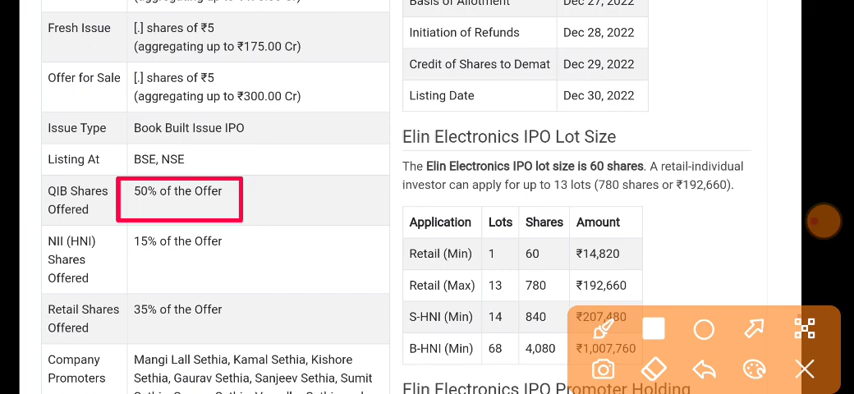 (aggregating up to ₹475.00 Cr)
Fresh Issue [.] shares of ₹5
(aggregating up to ₹175.00 Cr)
Offer for Sale [.] shares of ₹5
(aggregating up to ₹300.00 Cr)
Issue Type Book Built Issue IPO
Listing At BSE, NSE
QIB Shares
Offered 50% of the Offer
NII (HNI)
Shares
Offered 15% of the Offer
Retail Shares
Offered 35% of the Offer
Company
Promoters Mangi Lall Sethia, Kamal Sethia, Kishore
Sethia, Gaurav Sethia, Sanjeev Sethia, Sumit
Basis of Allotment Dec 27, 2022
Initiation of Refunds Dec 28, 2022
Credit of Shares to Demat Dec 29, 2022
Listing Date Dec 30, 2022
Elin Electronics IPO Lot Size
The Elin Electronics IPO lot size is 60 shares. A retail-individual
investor can apply for up to 13 lots (780 shares or ₹192,660).
Application Lots Shares Amount
Retail (Min) 1 60 ₹14,820
Retail (Max) 13 780 ₹192,660
S-HNI (Min) 14 840 ₹207,480
B-HNI (Min) 68 4,080 ₹1,007,760
Elin Electronics IPO Promoter Holding